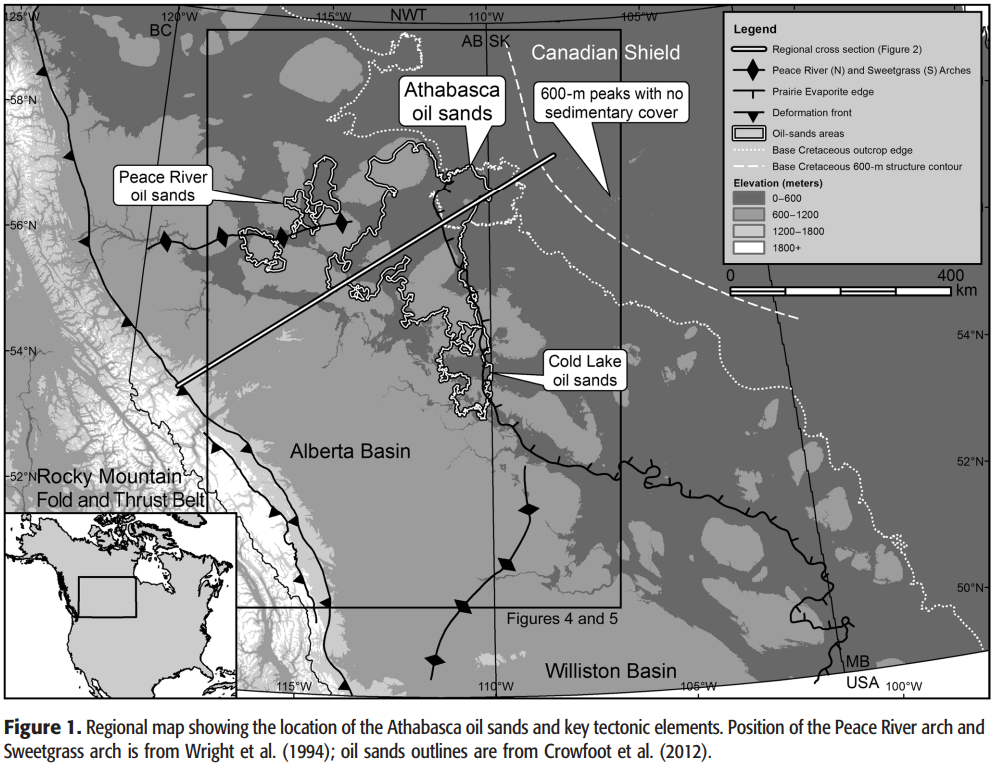 125°W
120°W
115°W
NWT
110°W
105°W
BC
AB
SK
Canadian Shield
Legend
Regional cross section (Figure 2)
Peace River (N) and Sweetgrass (S) Arches
Prairie Evaporite edge
Deformation front
Oil-sands areas
Base Cretaceous outcrop edge
Base Cretaceous 600-m structure contour
Elevation (meters)
0–600
600–1200
1200–1800
1800+
0
400
km
58°N
Athabasca
oil sands
600-m peaks with no
sedimentary cover
Peace River
oil sands
56°N
54°N
54°N
Cold Lake
oil sands
Alberta Basin
52°N
52°N
Rocky Mountain
Fold and Thrust Belt
50°N
Figures 4 and 5
Williston Basin
MB
USA
115°W
110°W
105°W
100°W
Figure 1. Regional map showing the location of the Athabasca oil sands and key tectonic elements. Position of the Peace River arch and
Sweetgrass arch is from Wright et al. (1994); oil sands outlines are from Crowfoot et al. (2012).